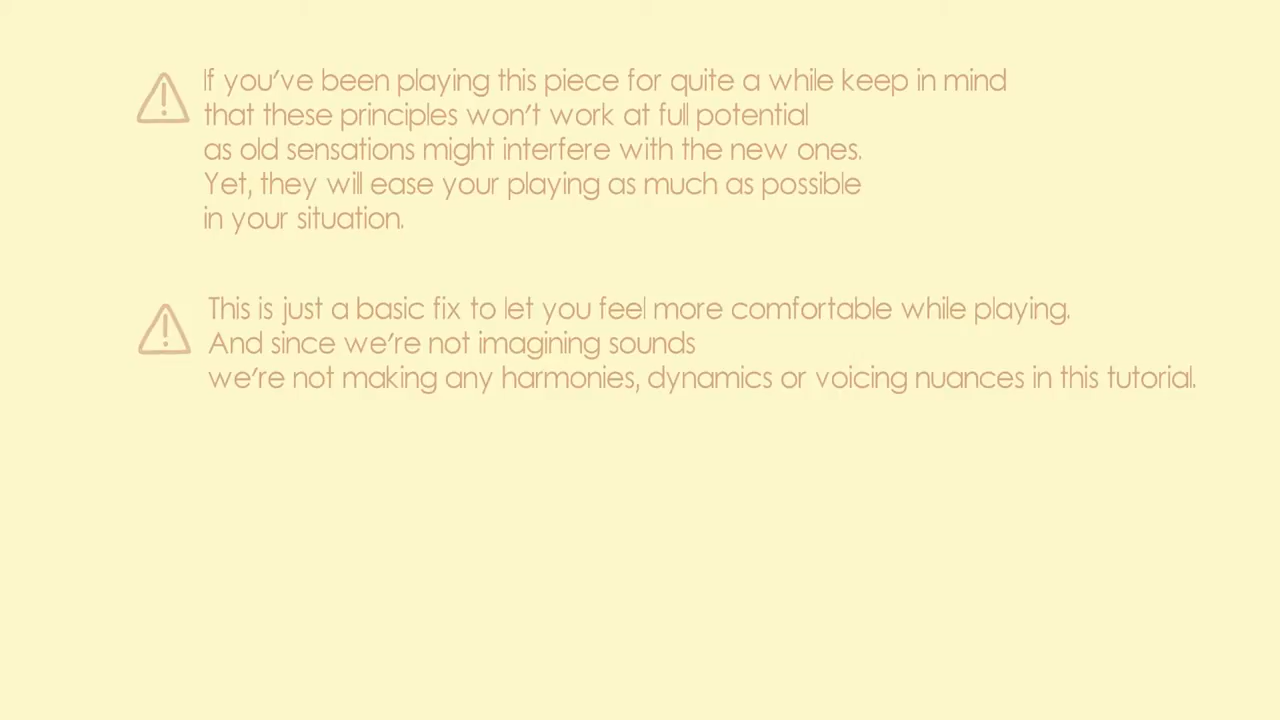 If you've been playing this piece for quite a while keep in mind
that these principles won't work at full potential
as old sensations might interfere with the new ones.
Yet, they will ease your playing as much as possible
in your situation.
This is just a basic fix to let you feel more comfortable while playing.
And since we're not imagining sounds
we're not making any harmonies, dynamics or voicing nuances in this tutorial.